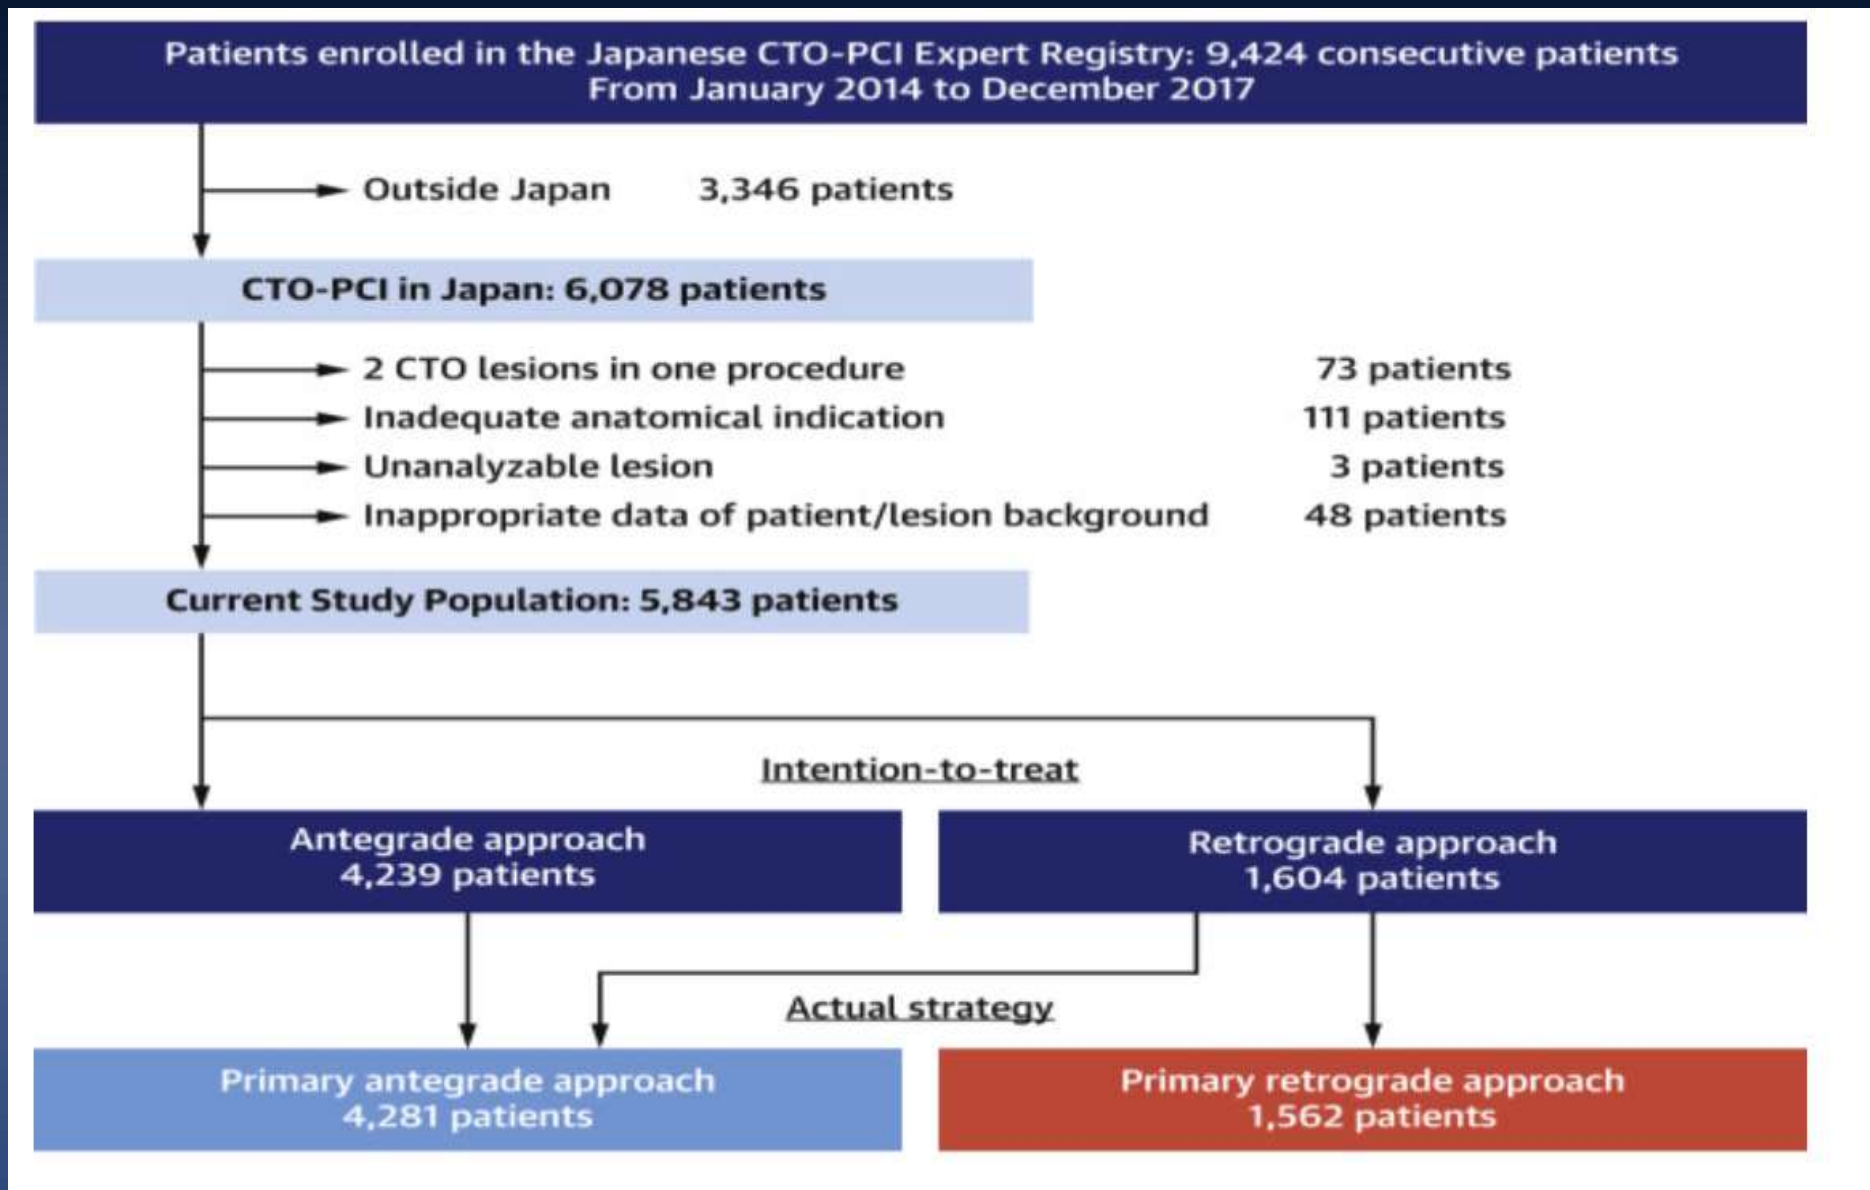 Patients enrolled in the Japanese CTO-PCI Expert Registry: 9,424 consecutive patients
From January 2014 to December 2017
Outside Japan 3,346 patients
CTO-PCI in Japan: 6,078 patients
2 CTO lesions in one procedure 73 patients
Inadequate anatomical indication 111 patients
Unanalyzable lesion 3 patients
Inappropriate data of patient/lesion background 48 patients
Current Study Population: 5,843 patients
Intention-to-treat
Antegrade approach
4,239 patients
Retrograde approach
1,604 patients
Actual strategy
Primary antegrade approach
4,281 patients
Primary retrograde approach
1,562 patients